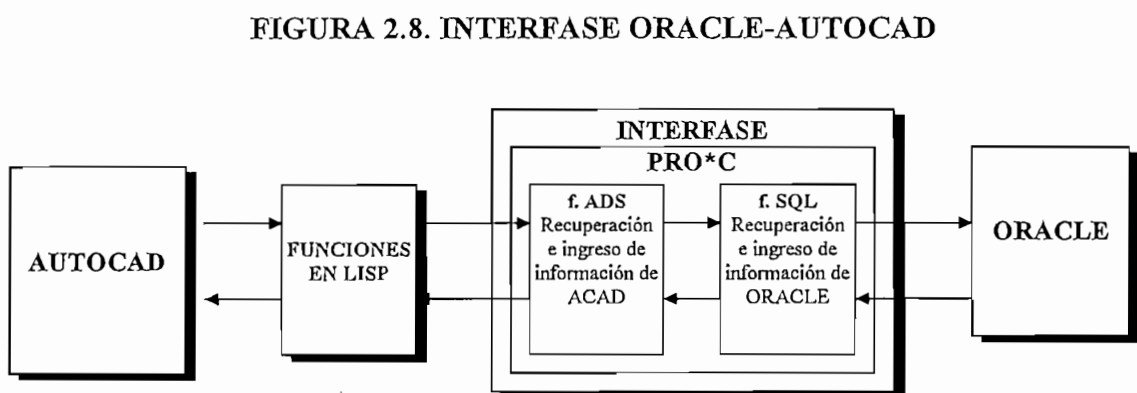 FIGURA 2.8. INTERFASE ORACLE-AUTOCAD
AUTOCAD
FUNCIONES
EN LISP
INTERFASE
PRO*C
f. ADS
Recuperación
e ingreso de
información de
ACAD
f. SQL
Recuperación
e ingreso de
información de
ORACLE
ORACLE